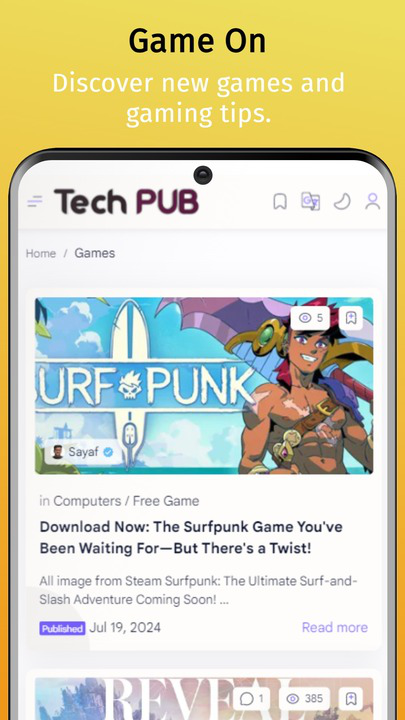 Game On
Discover new games and
gaming tips.
Tech PUB
Home / Games
5
SURF PUNK
Sayaf
in Computers / Free Game
Download Now: The Surfpunk Game You've
Been Waiting For—But There's a Twist!
All image from Steam Surfpunk: The Ultimate Surf-and-
Slash Adventure Coming Soon! ...
Published Jul 19, 2024
Read more
1
385
REVEAL